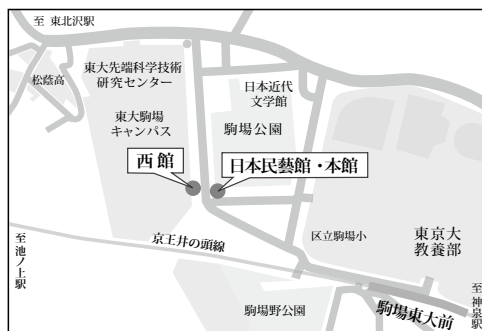 至 東北沢駅
松蔭高
東大先端科学技術
研究センター
日本近代
文学館
東大駒場
キャンパス
駒場公園
西館
日本民藝館・本館
区立駒場小
東京大
教養部
京王井の頭線
至池ノ上駅
至神泉駅
駒場東大前
駒場野公園